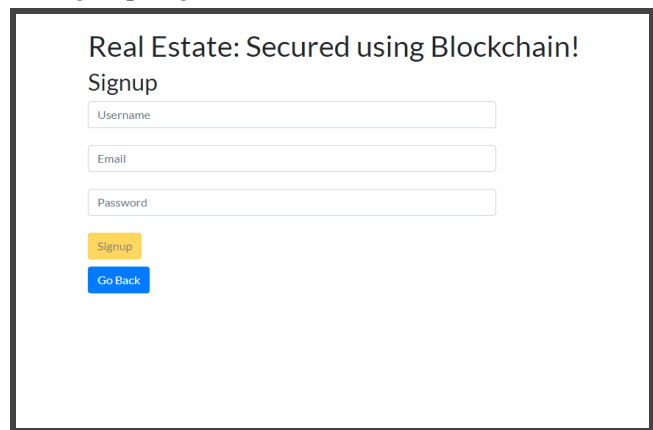 Real Estate: Secured using Blockchain!
Signup
Username
Email
Password
Signup
Go Back